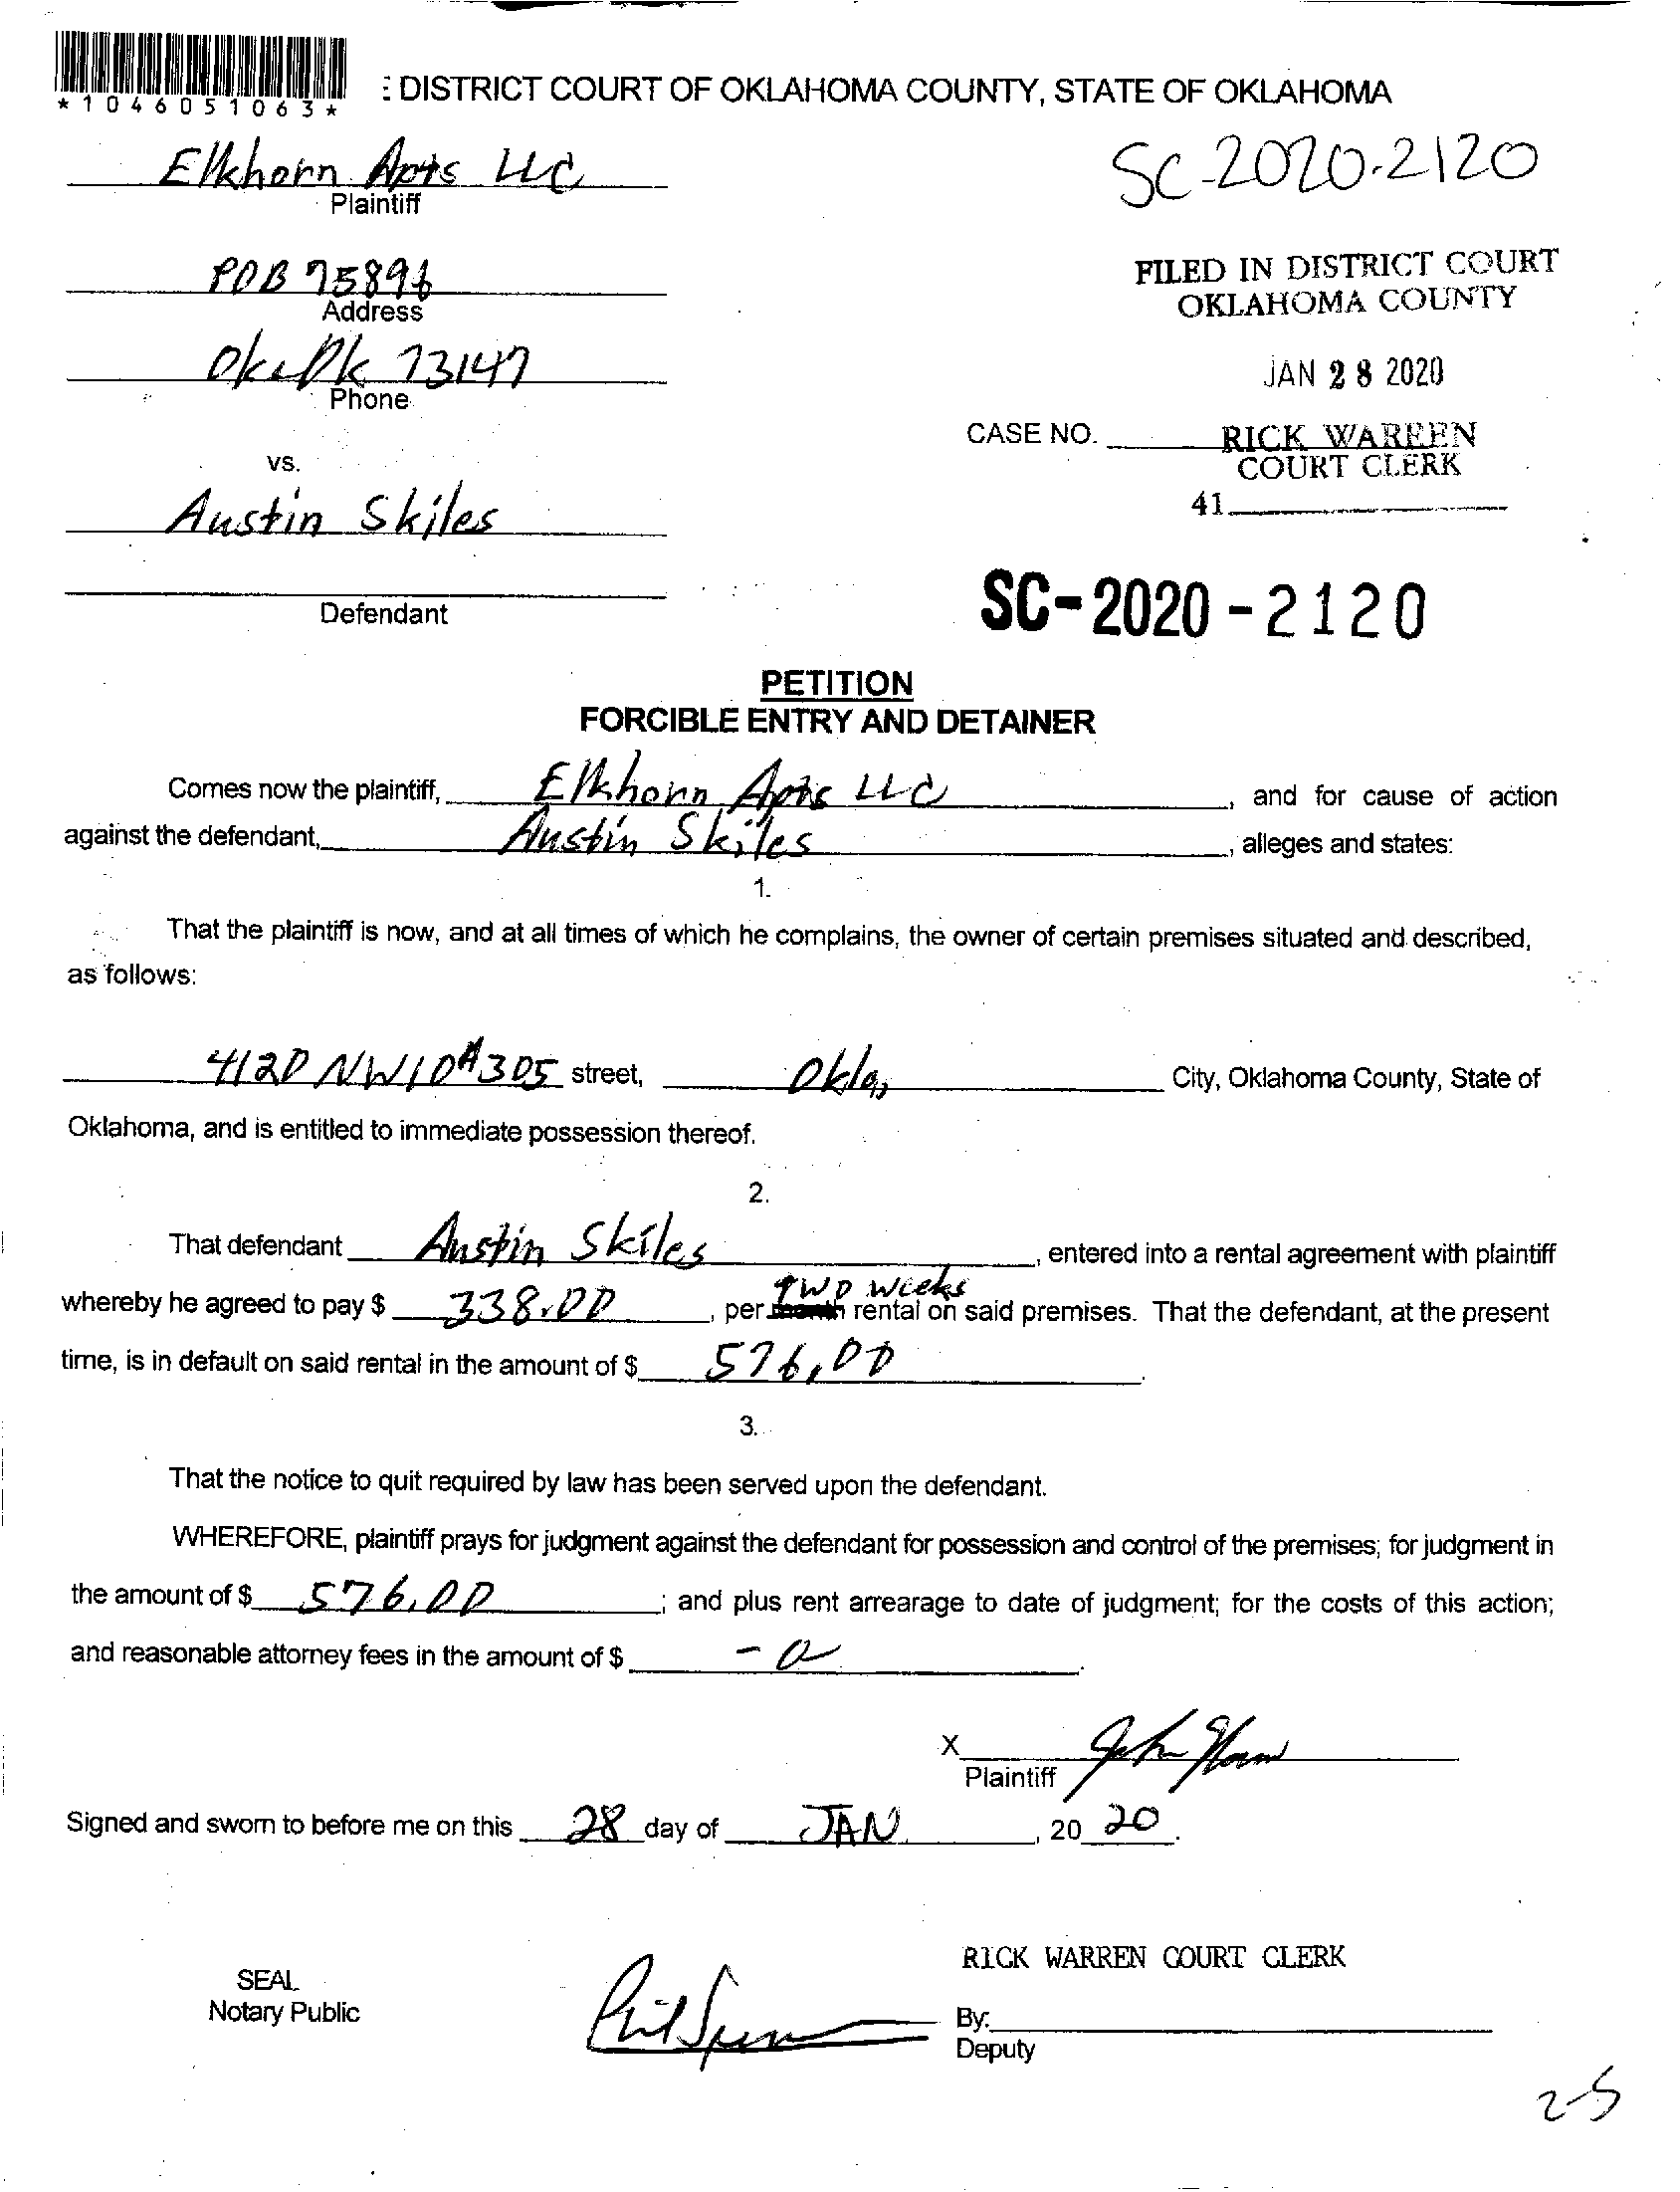 *1046051063*
: DISTRICT COURT OF OKLAHOMA COUNTY, STATE OF OKLAHOMA
Elkhorn Apts LLC
Plaintiff
SC-2020-2120
POB 75896
Address
FILED IN DISTRICT COURT
OKLAHOMA COUNTY
Ok 73147
Phone
JAN 28 2020
CASE NO.
RICK WARREN
COURT CLERK
41
vs.
Austin Skiles
Defendant
SC-2020-2120
PETITION
FORCIBLE ENTRY AND DETAINER
Comes now the plaintiff, Elkhorn Apts LLC, and for cause of action
against the defendant, Austin Skiles, alleges and states:
1.
That the plaintiff is now, and at all times of which he complains, the owner of certain premises situated and described,
as follows:
4120 NW10 #305 street, Okla, City, Oklahoma County, State of
Oklahoma, and is entitled to immediate possession thereof.
2.
That defendant Austin Skiles, entered into a rental agreement with plaintiff
whereby he agreed to pay $ 338.00, per month two weeks rental on said premises. That the defendant, at the present
time, is in default on said rental in the amount of $ 576.00.
3.
That the notice to quit required by law has been served upon the defendant.
WHEREFORE, plaintiff prays for judgment against the defendant for possession and control of the premises; for judgment in
the amount of $ 576.00; and plus rent arrearage to date of judgment; for the costs of this action;
and reasonable attorney fees in the amount of $ -0.
X
Plaintiff
Signed and sworn to before me on this 28 day of JAN, 20 20.
RICK WARREN COURT CLERK
SEAL
Notary Public
By:
Deputy
25